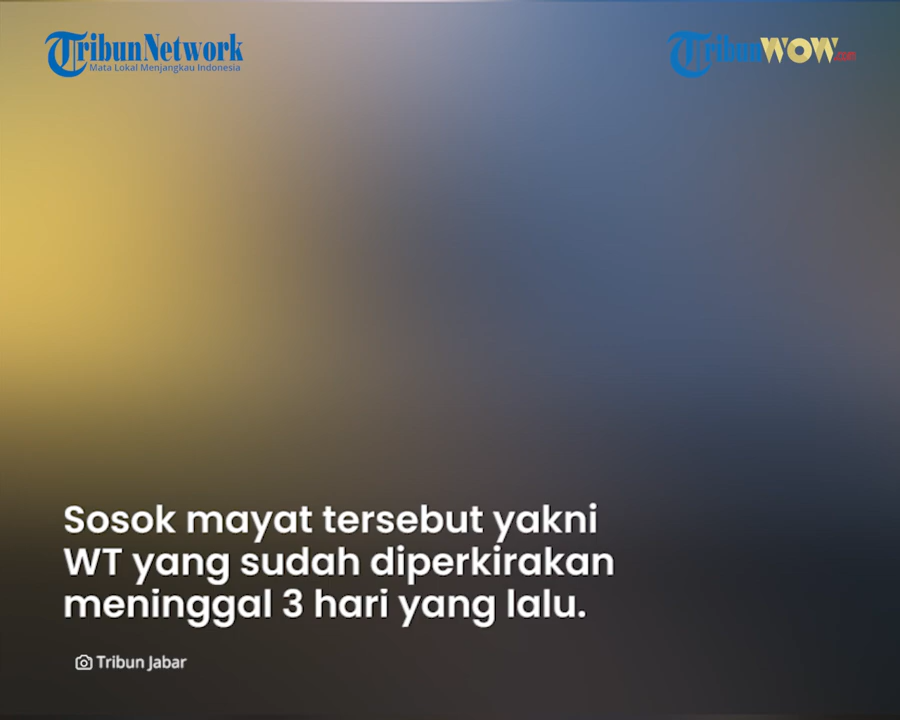 TribunNetwork
Mata Lokal Menjangkau Indonesia
TribunWOW.com
Sosok mayat tersebut yakni
WT yang sudah diperkirakan
meninggal 3 hari yang lalu.
Tribun Jabar